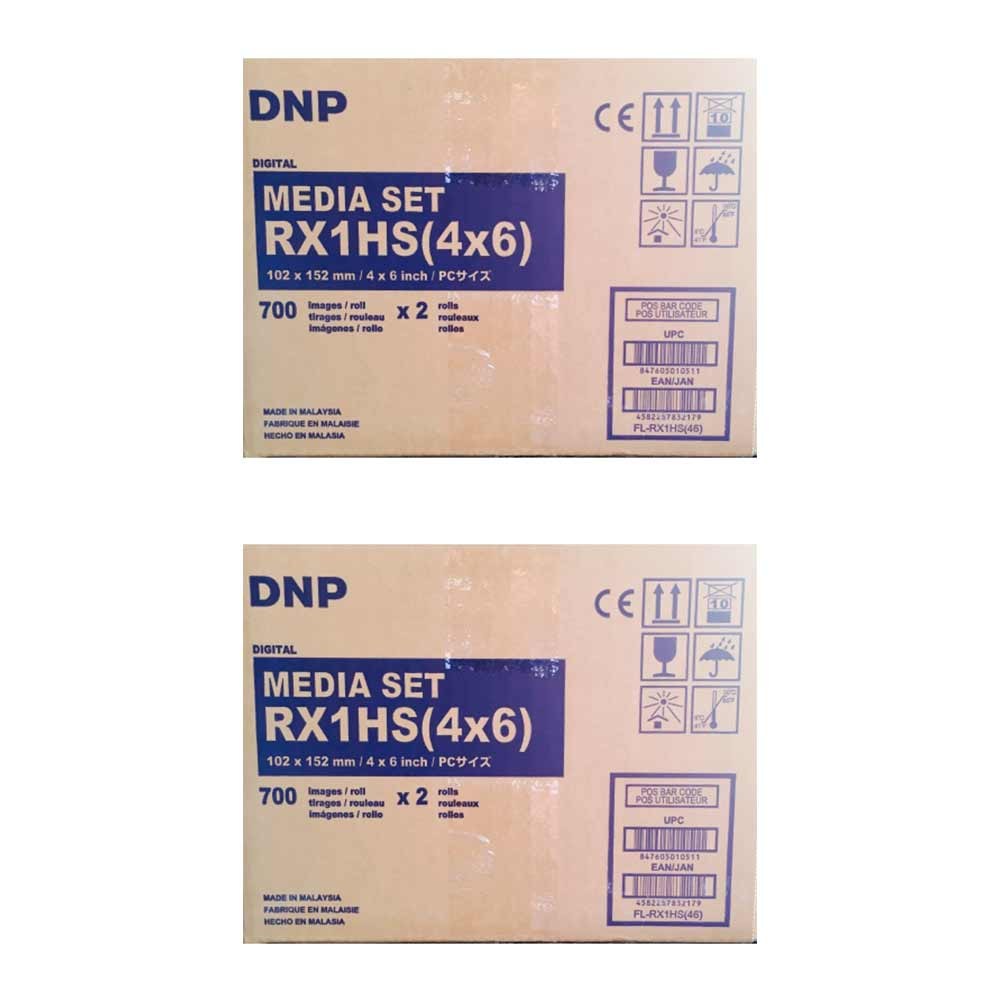 DNP
CE
10
DIGITAL
MEDIA SET
RX1HS(4x6)
102 x 152 mm / 4 x 6 inch / PCサイズ
700 images / roll x 2 rolls
tirages / rouleau rouleaux
imágenes / rollo rollos
POS BAR CODE
POS UTILISATEUR
UPC
847605010511
EAN/JAN
4582257832179
FL-RX1HS(46)
MADE IN MALAYSIA
FABRIQUE EN MALAISIE
HECHO EN MALASIA
DNP
CE
10
DIGITAL
MEDIA SET
RX1HS(4x6)
102 x 152 mm / 4 x 6 inch / PCサイズ
700 images / roll x 2 rolls
tirages / rouleau rouleaux
imágenes / rollo rollos
POS BAR CODE
POS UTILISATEUR
UPC
847605010511
EAN/JAN
4582257832179
FL-RX1HS(46)
MADE IN MALAYSIA
FABRIQUE EN MALAISIE
HECHO EN MALASIA